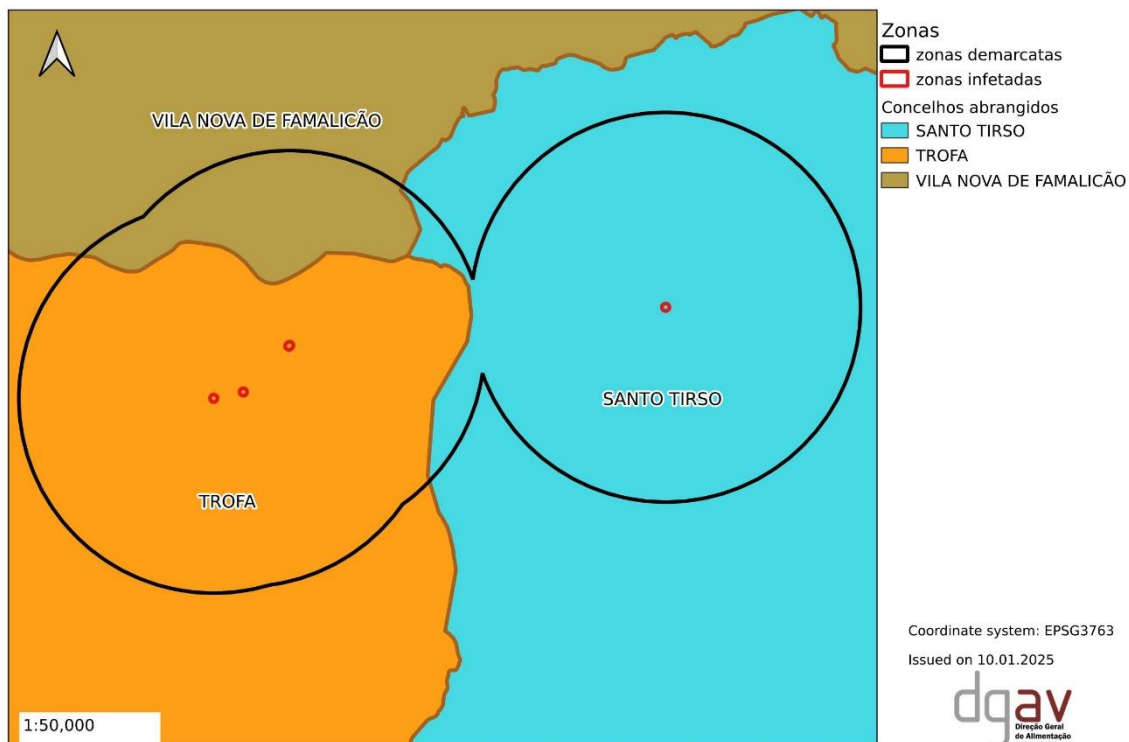 VILA NOVA DE FAMALICÃO
SANTO TIRSO
TROFA
1:50,000
Zonas
zonas demarcatas
zonas infetadas
Concelhos abrangidos
SANTO TIRSO
TROFA
VILA NOVA DE FAMALICÃO
Coordinate system: EPSG3763
Issued on 10.01.2025
dgav
Direção Geral
de Alimentação